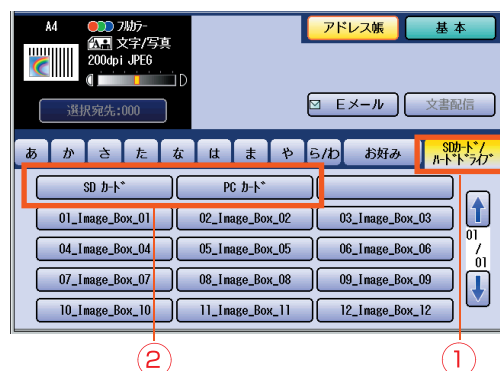 A4 フルカラー アドレス帳 基本
文字/写真
200dpi JPEG
D
選択宛先:000 Eメール 文書配信
あ か さ た な は ま や ら/わ お好み SDカード/
ハードドライブ
SD カード PC カード
01_Image_Box_01 02_Image_Box_02 03_Image_Box_03
01
/
01
04_Image_Box_04 05_Image_Box_05 06_Image_Box_06
07_Image_Box_07 08_Image_Box_08 09_Image_Box_09
10_Image_Box_10 11_Image_Box_11 12_Image_Box_12
② ①